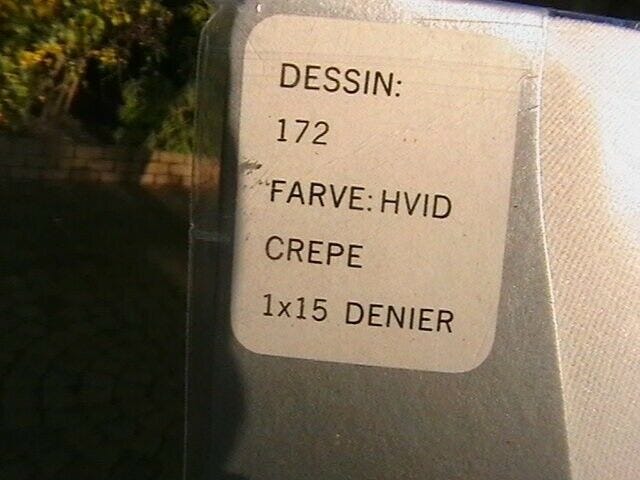 DESSIN:
172
FARVE: HVID
CREPE
1x15 DENIER